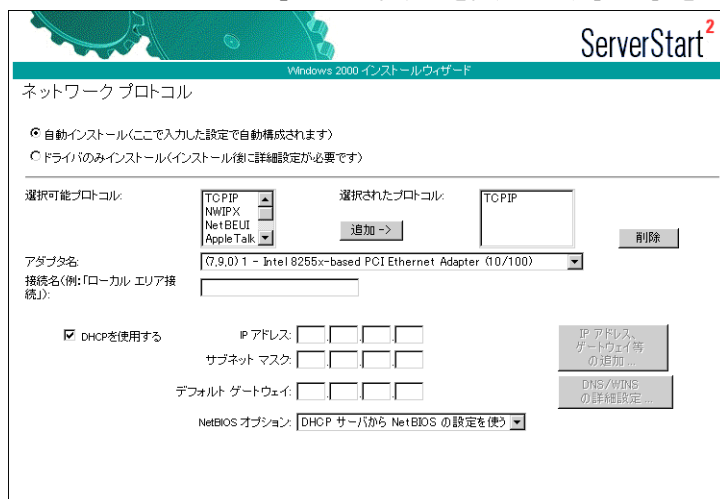 ServerStart2
Windows 2000 インストールウィザード
ネットワーク プロトコル
自動インストール(ここで入力した設定で自動構成されます)
ドライバのみインストール(インストール後に詳細設定が必要です)
選択可能プロトコル:
TCPIP
NWIPX
NetBEUI
AppleTalk
追加 ->
選択されたプロトコル:
TCPIP
削除
アダプタ名:
(7,9,0) 1 - Intel 8255x-based PCI Ethernet Adapter (10/100)
接続名(例:「ローカル エリア接
続」):
DHCPを使用する
IP アドレス:
サブネット マスク:
デフォルト ゲートウェイ:
NetBIOS オプション:
DHCP サーバから NetBIOS の設定を使う
IP アドレス、
ゲートウェイ等
の追加 ...
DNS/WINS
の詳細設定 ...